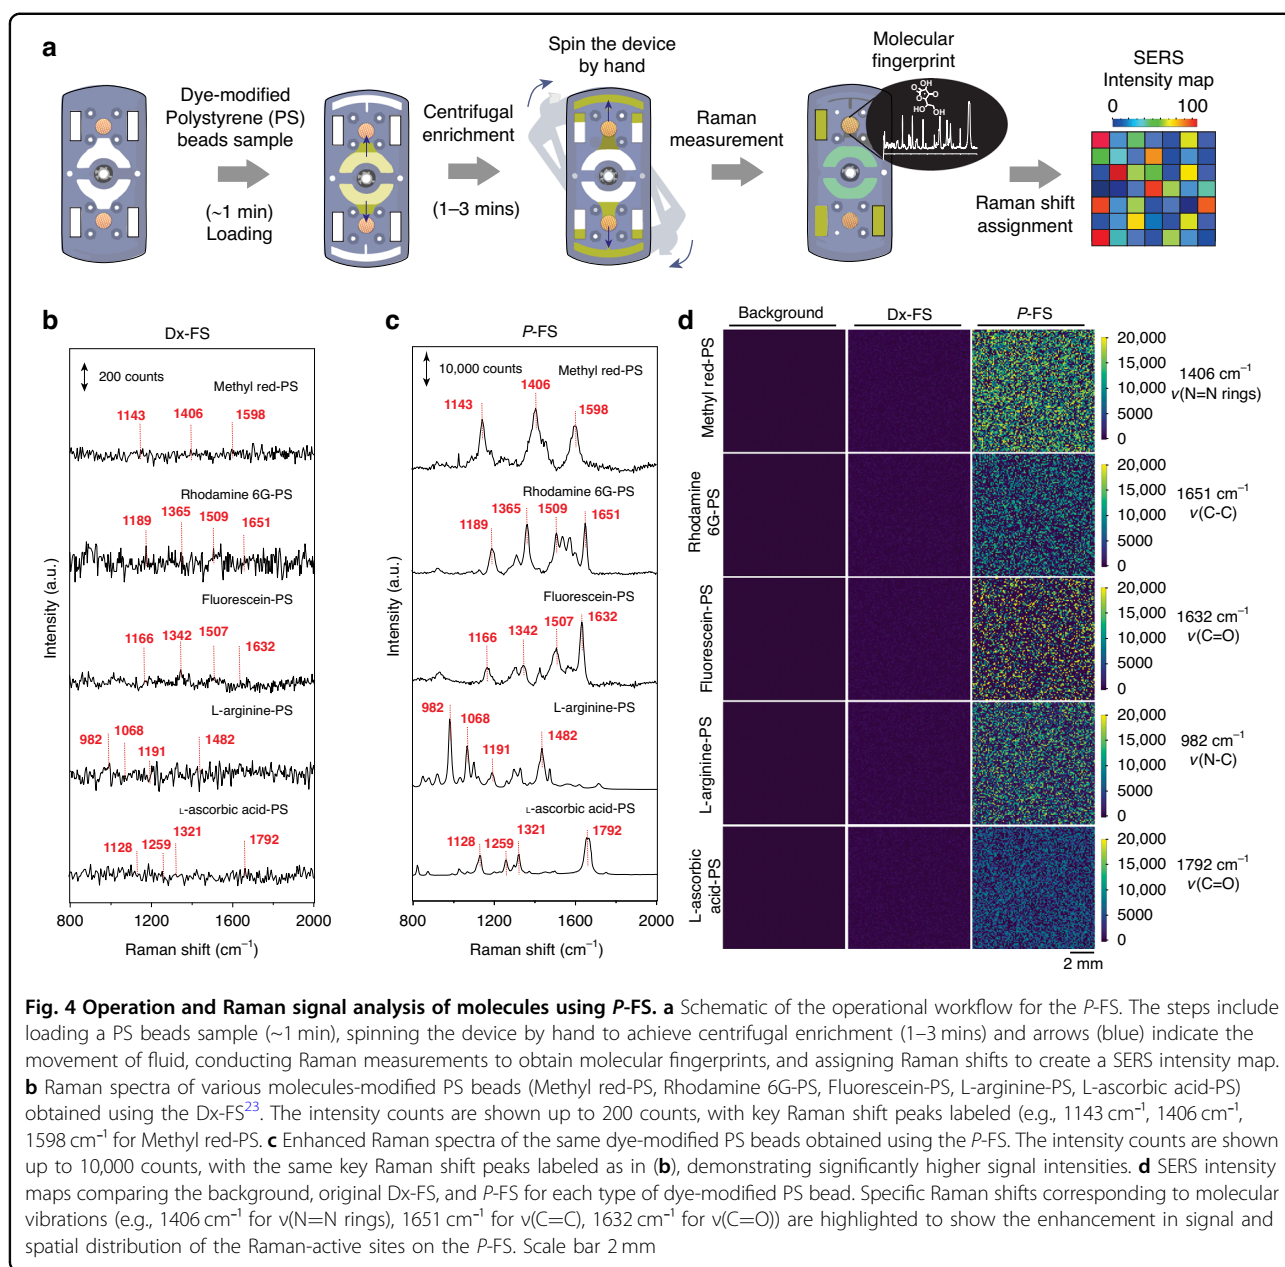 a
Dye-modified
Polystyrene (PS)
beads sample
(~1 min)
Loading
Centrifugal
enrichment
(1–3 mins)
Spin the device
by hand
Raman
measurement
Molecular
fingerprint
O
OH
O
O
HO
HO
OH
Raman shift
assignment
SERS
Intensity map
0 100
b
Dx-FS
200 counts
Methyl red-PS
1143 1406 1598
Rhodamine 6G-PS
1189 1365 1509 1651
Fluorescein-PS
1166 1342 1507 1632
L-arginine-PS
982 1068 1191 1482
L-ascorbic acid-PS
1128 1259 1321 1792
Intensity (a.u.)
800 1200 1600 2000
Raman shift (cm⁻¹)
c
P-FS
10,000 counts
Methyl red-PS
1143 1406 1598
Rhodamine 6G-PS
1189 1365 1509 1651
Fluorescein-PS
1166 1342 1507 1632
L-arginine-PS
982 1068 1191 1482
L-ascorbic acid-PS
1128 1259 1321 1792
Intensity (a.u.)
800 1200 1600 2000
Raman shift (cm⁻¹)
d
Background Dx-FS P-FS
Methyl red-PS
20,000
15,000
10,000
5000
0
1406 cm⁻¹
v(N=N rings)
Rhodamine
6G-PS
20,000
15,000
10,000
5000
0
1651 cm⁻¹
v(C-C)
Fluorescein-PS
20,000
15,000
10,000
5000
0
1632 cm⁻¹
v(C=O)
L-arginine-PS
20,000
15,000
10,000
5000
0
982 cm⁻¹
v(N-C)
L-ascorbic
acid-PS
20,000
15,000
10,000
5000
0
1792 cm⁻¹
v(C=O)
2 mm
Fig. 4 Operation and Raman signal analysis of molecules using P-FS. a Schematic of the operational workflow for the P-FS. The steps include
loading a PS beads sample (~1 min), spinning the device by hand to achieve centrifugal enrichment (1–3 mins) and arrows (blue) indicate the
movement of fluid, conducting Raman measurements to obtain molecular fingerprints, and assigning Raman shifts to create a SERS intensity map.
b Raman spectra of various molecules-modified PS beads (Methyl red-PS, Rhodamine 6G-PS, Fluorescein-PS, L-arginine-PS, L-ascorbic acid-PS)
obtained using the Dx-FS²³. The intensity counts are shown up to 200 counts, with key Raman shift peaks labeled (e.g., 1143 cm⁻¹, 1406 cm⁻¹,
1598 cm⁻¹ for Methyl red-PS. c Enhanced Raman spectra of the same dye-modified PS beads obtained using the P-FS. The intensity counts are shown
up to 10,000 counts, with the same key Raman shift peaks labeled as in (b), demonstrating significantly higher signal intensities. d SERS intensity
maps comparing the background, original Dx-FS, and P-FS for each type of dye-modified PS bead. Specific Raman shifts corresponding to molecular
vibrations (e.g., 1406 cm⁻¹ for ν(N=N rings), 1651 cm⁻¹ for ν(C=C), 1632 cm⁻¹ for ν(C=O)) are highlighted to show the enhancement in signal and
spatial distribution of the Raman-active sites on the P-FS. Scale bar 2 mm